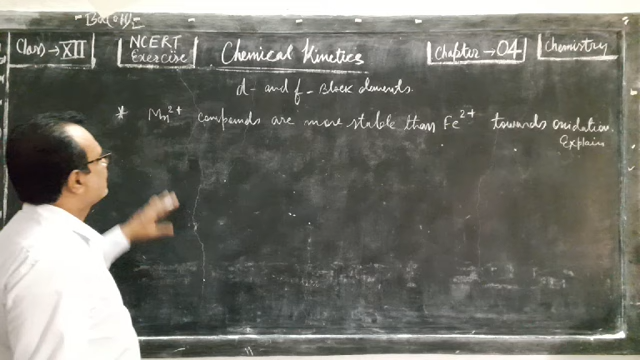 Class → XII
NCERT
Exercise
Chemical Kinetics
Chapter → 04
Chemistry
d- and f- Block elements.
* Mn2+ compounds are more stable than Fe2+ towards oxidation.
Explain